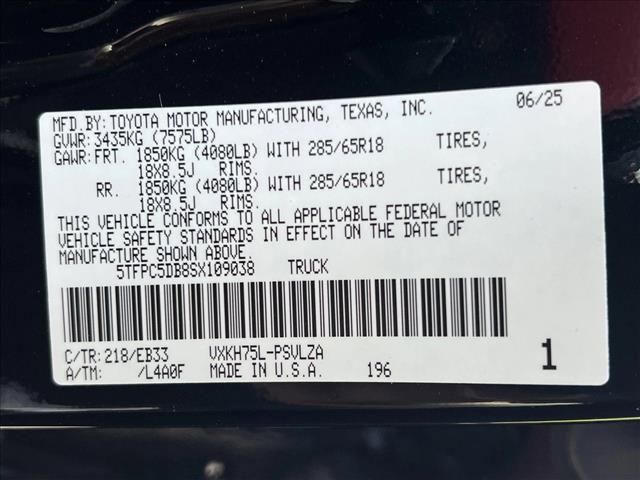 MFD.BY:TOYOTA MOTOR MANUFACTURING, TEXAS, INC. 06/25
GVWR:3435KG (7575LB)
GAWR:FRT. 1850KG (4080LB) WITH 285/65R18 TIRES,
18X8.5J RIMS.
RR. 1850KG (4080LB) WITH 285/65R18 TIRES,
18X8.5J RIMS.
THIS VEHICLE CONFORMS TO ALL APPLICABLE FEDERAL MOTOR
VEHICLE SAFETY STANDARDS IN EFFECT ON THE DATE OF
MANUFACTURE SHOWN ABOVE.
5TFPC5DB8SX109038 TRUCK
C/TR:218/EB33 VXKH75L-PSVLZA 1
A/TM: /L4A0F MADE IN U.S.A. 196